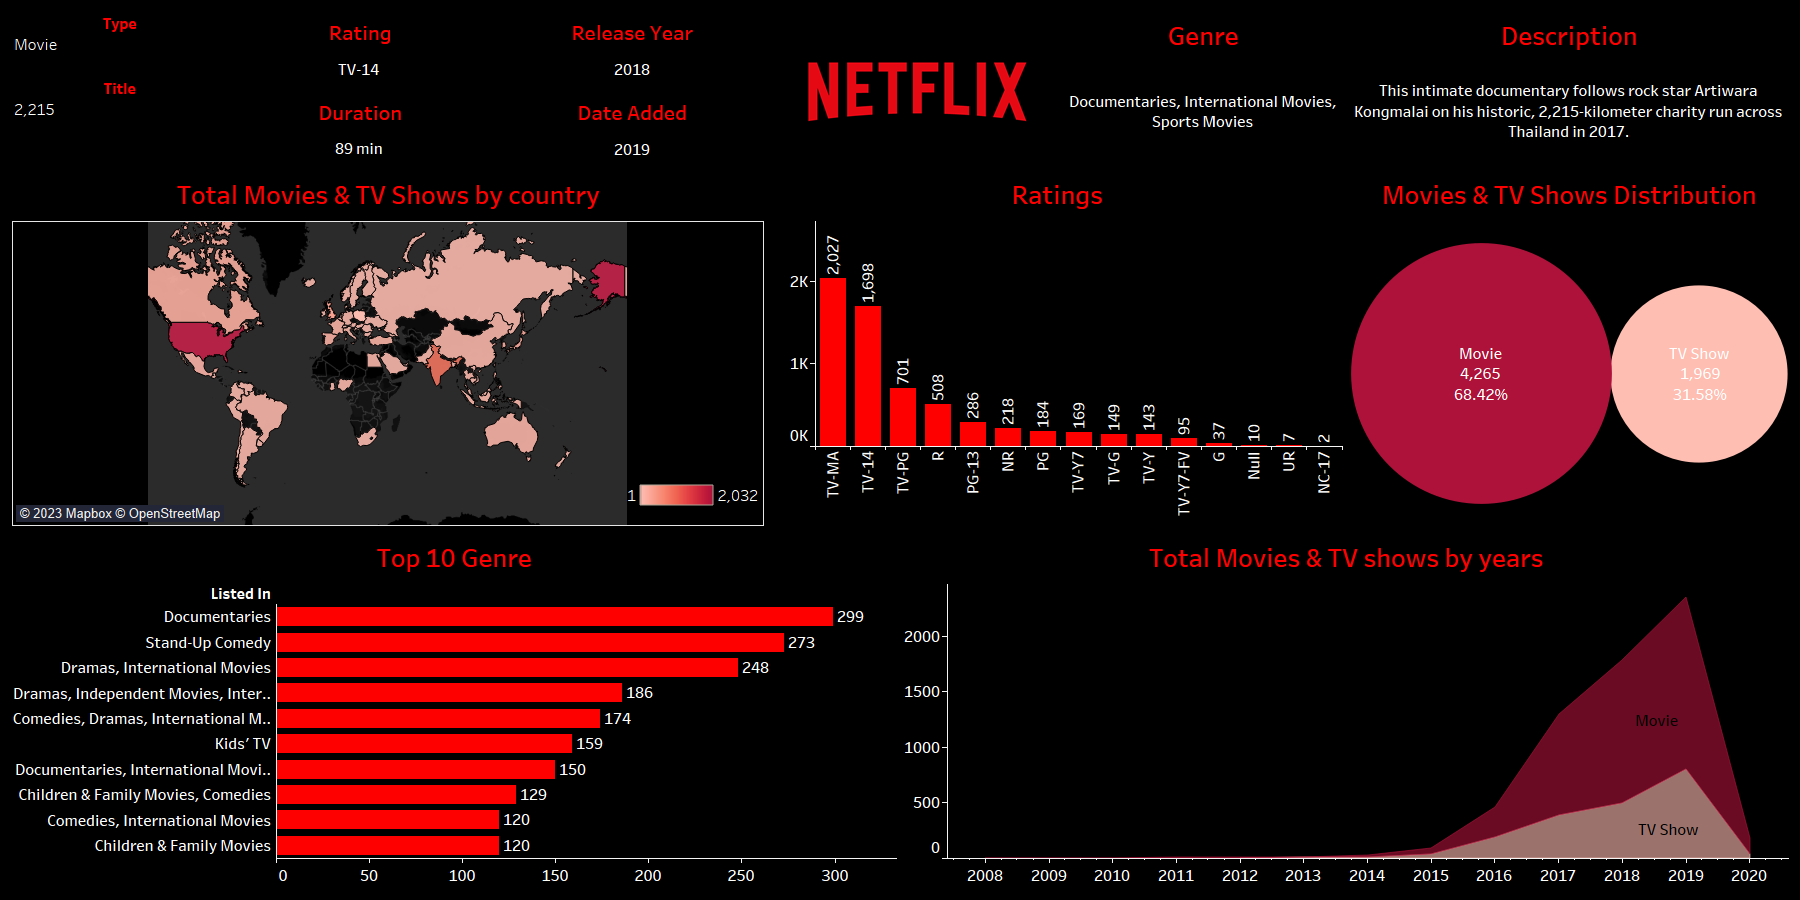 Type
Movie
Title
2,215
Rating
TV-14
Duration
89 min
Release Year
2018
Date Added
2019
NETFLIX
Genre
Documentaries, International Movies,
Sports Movies
Description
This intimate documentary follows rock star Artiwara
Kongmalai on his historic, 2,215-kilometer charity run across
Thailand in 2017.
Total Movies & TV Shows by country
1
2,032
© 2023 Mapbox © OpenStreetMap
Ratings
2K
1K
0K
2,027
1,698
701
508
286
218
184
169
149
143
95
37
10
7
2
TV-MA
TV-14
TV-PG
R
PG-13
NR
PG
TV-Y7
TV-G
TV-Y
TV-Y7-FV
G
Null
UR
NC-17
Movies & TV Shows Distribution
Movie
4,265
68.42%
TV Show
1,969
31.58%
Top 10 Genre
Listed In
Documentaries 299
Stand-Up Comedy 273
Dramas, International Movies 248
Dramas, Independent Movies, Inter.. 186
Comedies, Dramas, International M.. 174
Kids' TV 159
Documentaries, International Movi.. 150
Children & Family Movies, Comedies 129
Comedies, International Movies 120
Children & Family Movies 120
0 50 100 150 200 250 300
Total Movies & TV shows by years
2000
1500
1000
500
0
Movie
TV Show
2008 2009 2010 2011 2012 2013 2014 2015 2016 2017 2018 2019 2020